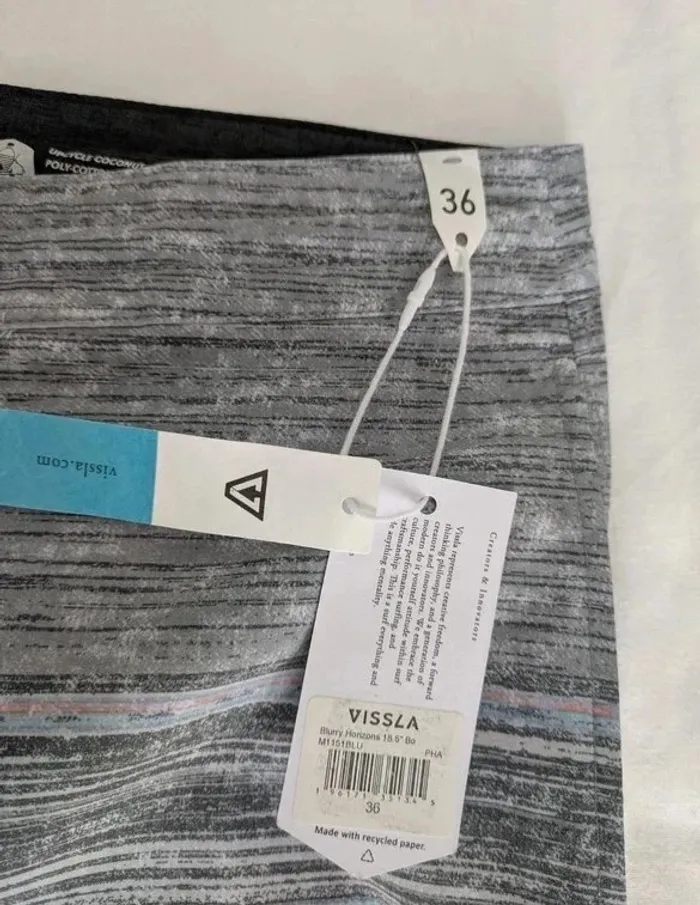 UPCYCLE COCONUT
POLY-COTT
36
vissla.com
Creators & Innovators
Vissla represents creative freedom, a forward
thinking philosophy, and a generation of
creators and innovators. We embrace the
modern do it yourself attitude within surf
culture, performance surfing, and
craftsmanship. This is a surf everything and
anything mentality.
VISSLA
Blurry Horizons 18.5" Bo
M1151BLU PHA
36
Made with recycled paper.